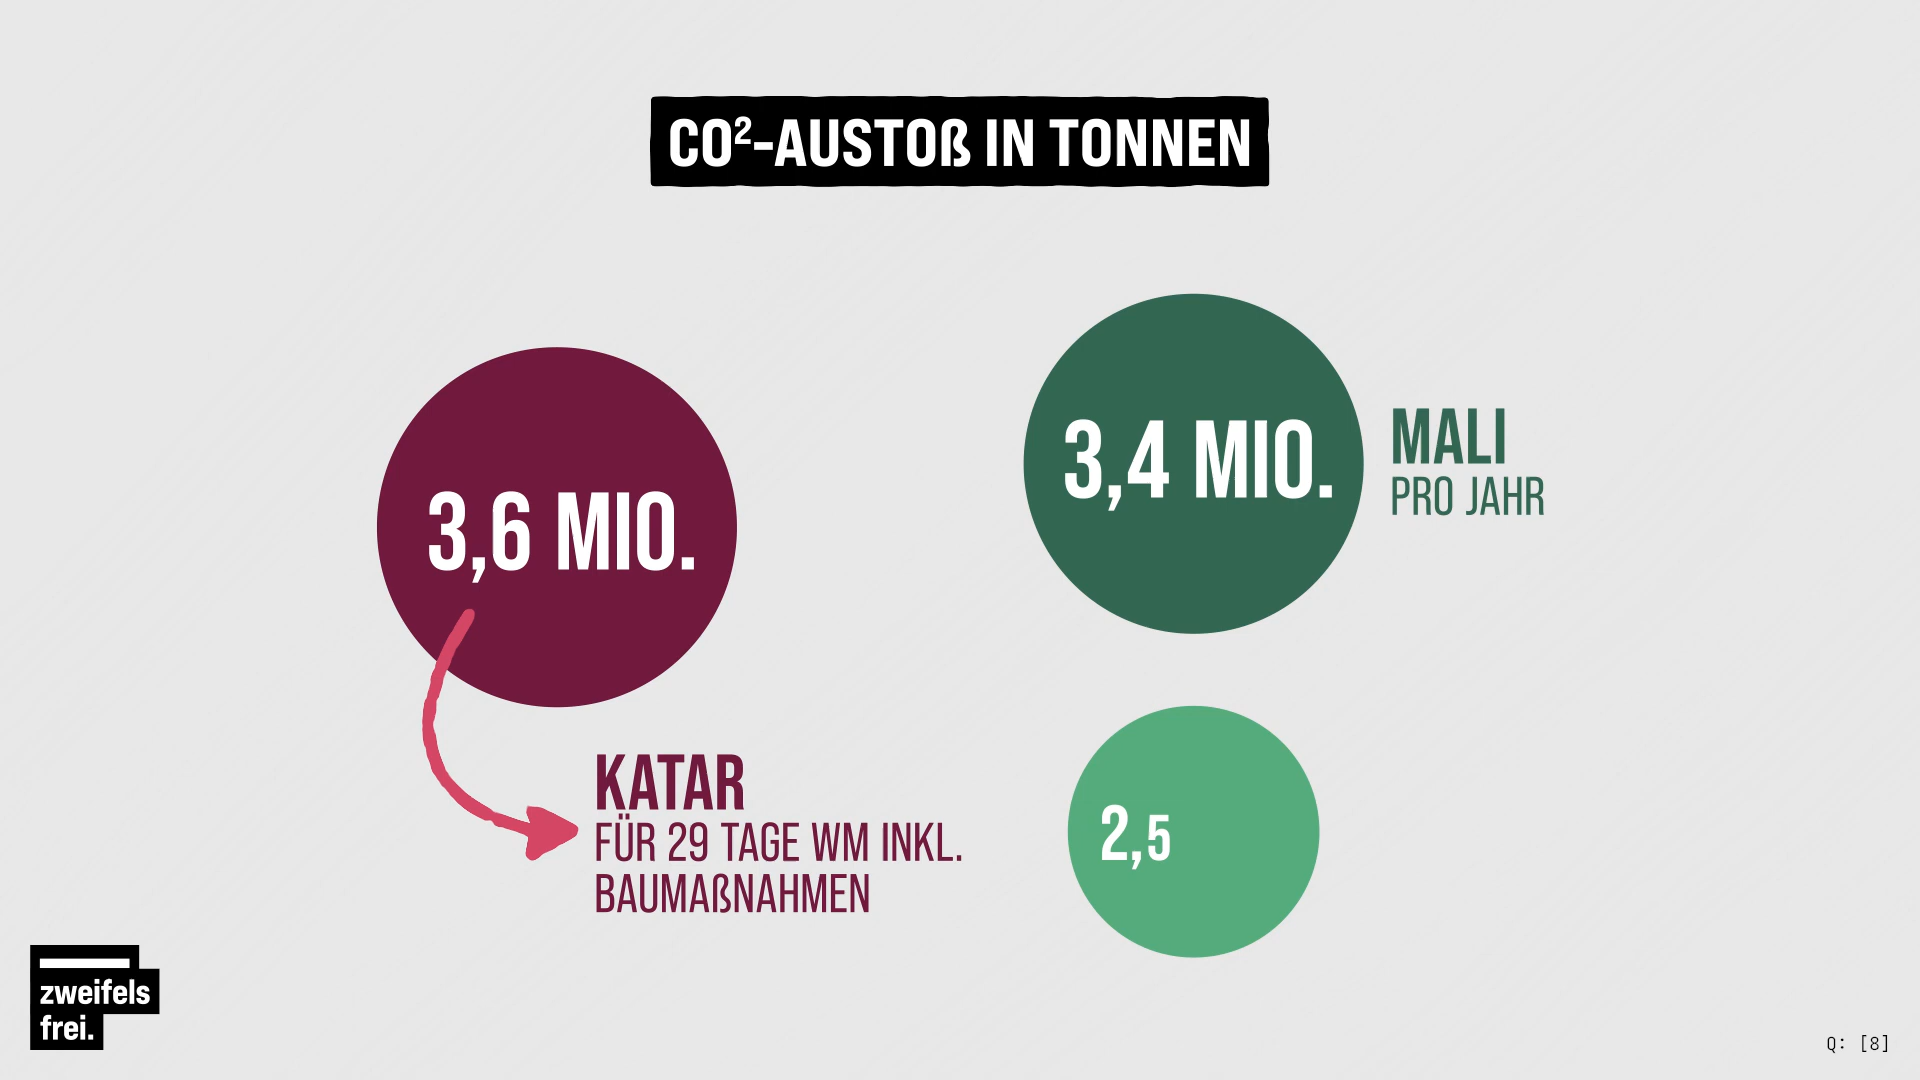 CO²-AUSTOß IN TONNEN
3,6 MIO.
KATAR
FÜR 29 TAGE WM INKL.
BAUMAßNAHMEN
3,4 MIO.
MALI
PRO JAHR
2,5
zweifels
frei.
Q: [8]